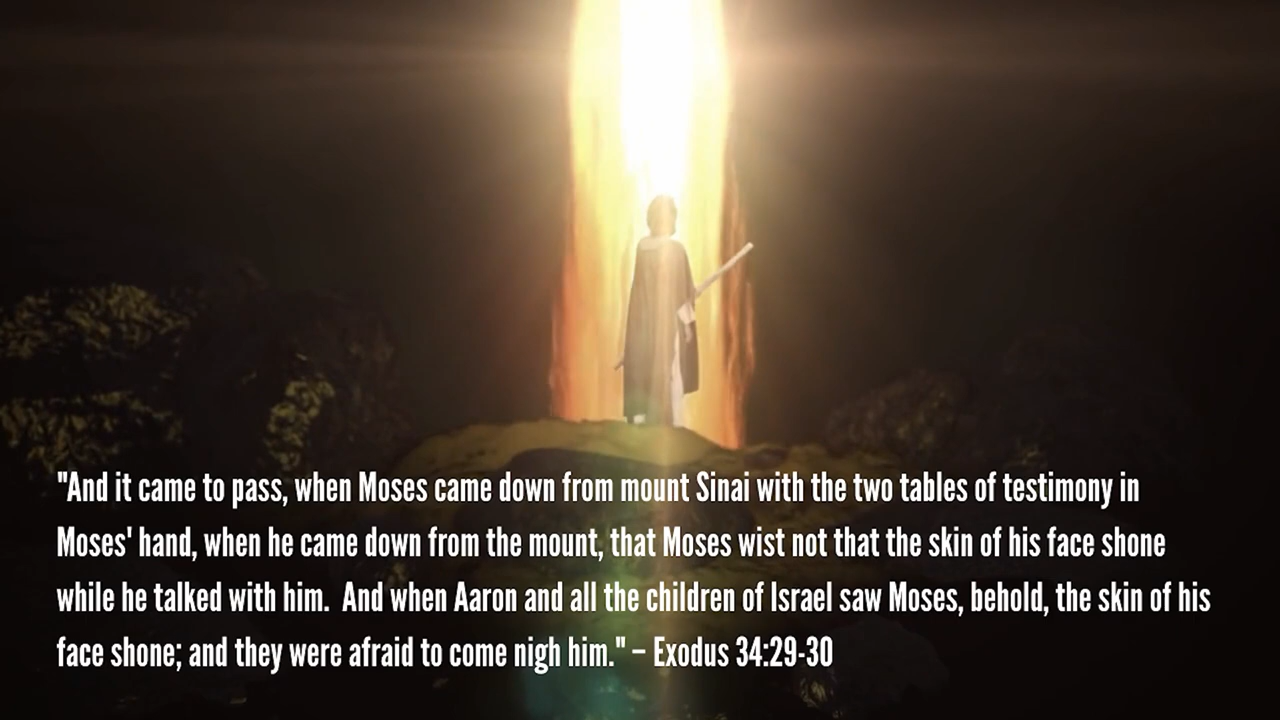 "And it came to pass, when Moses came down from mount Sinai with the two tables of testimony in
Moses' hand, when he came down from the mount, that Moses wist not that the skin of his face shone
while he talked with him.  And when Aaron and all the children of Israel saw Moses, behold, the skin of his
face shone; and they were afraid to come nigh him." – Exodus 34:29-30